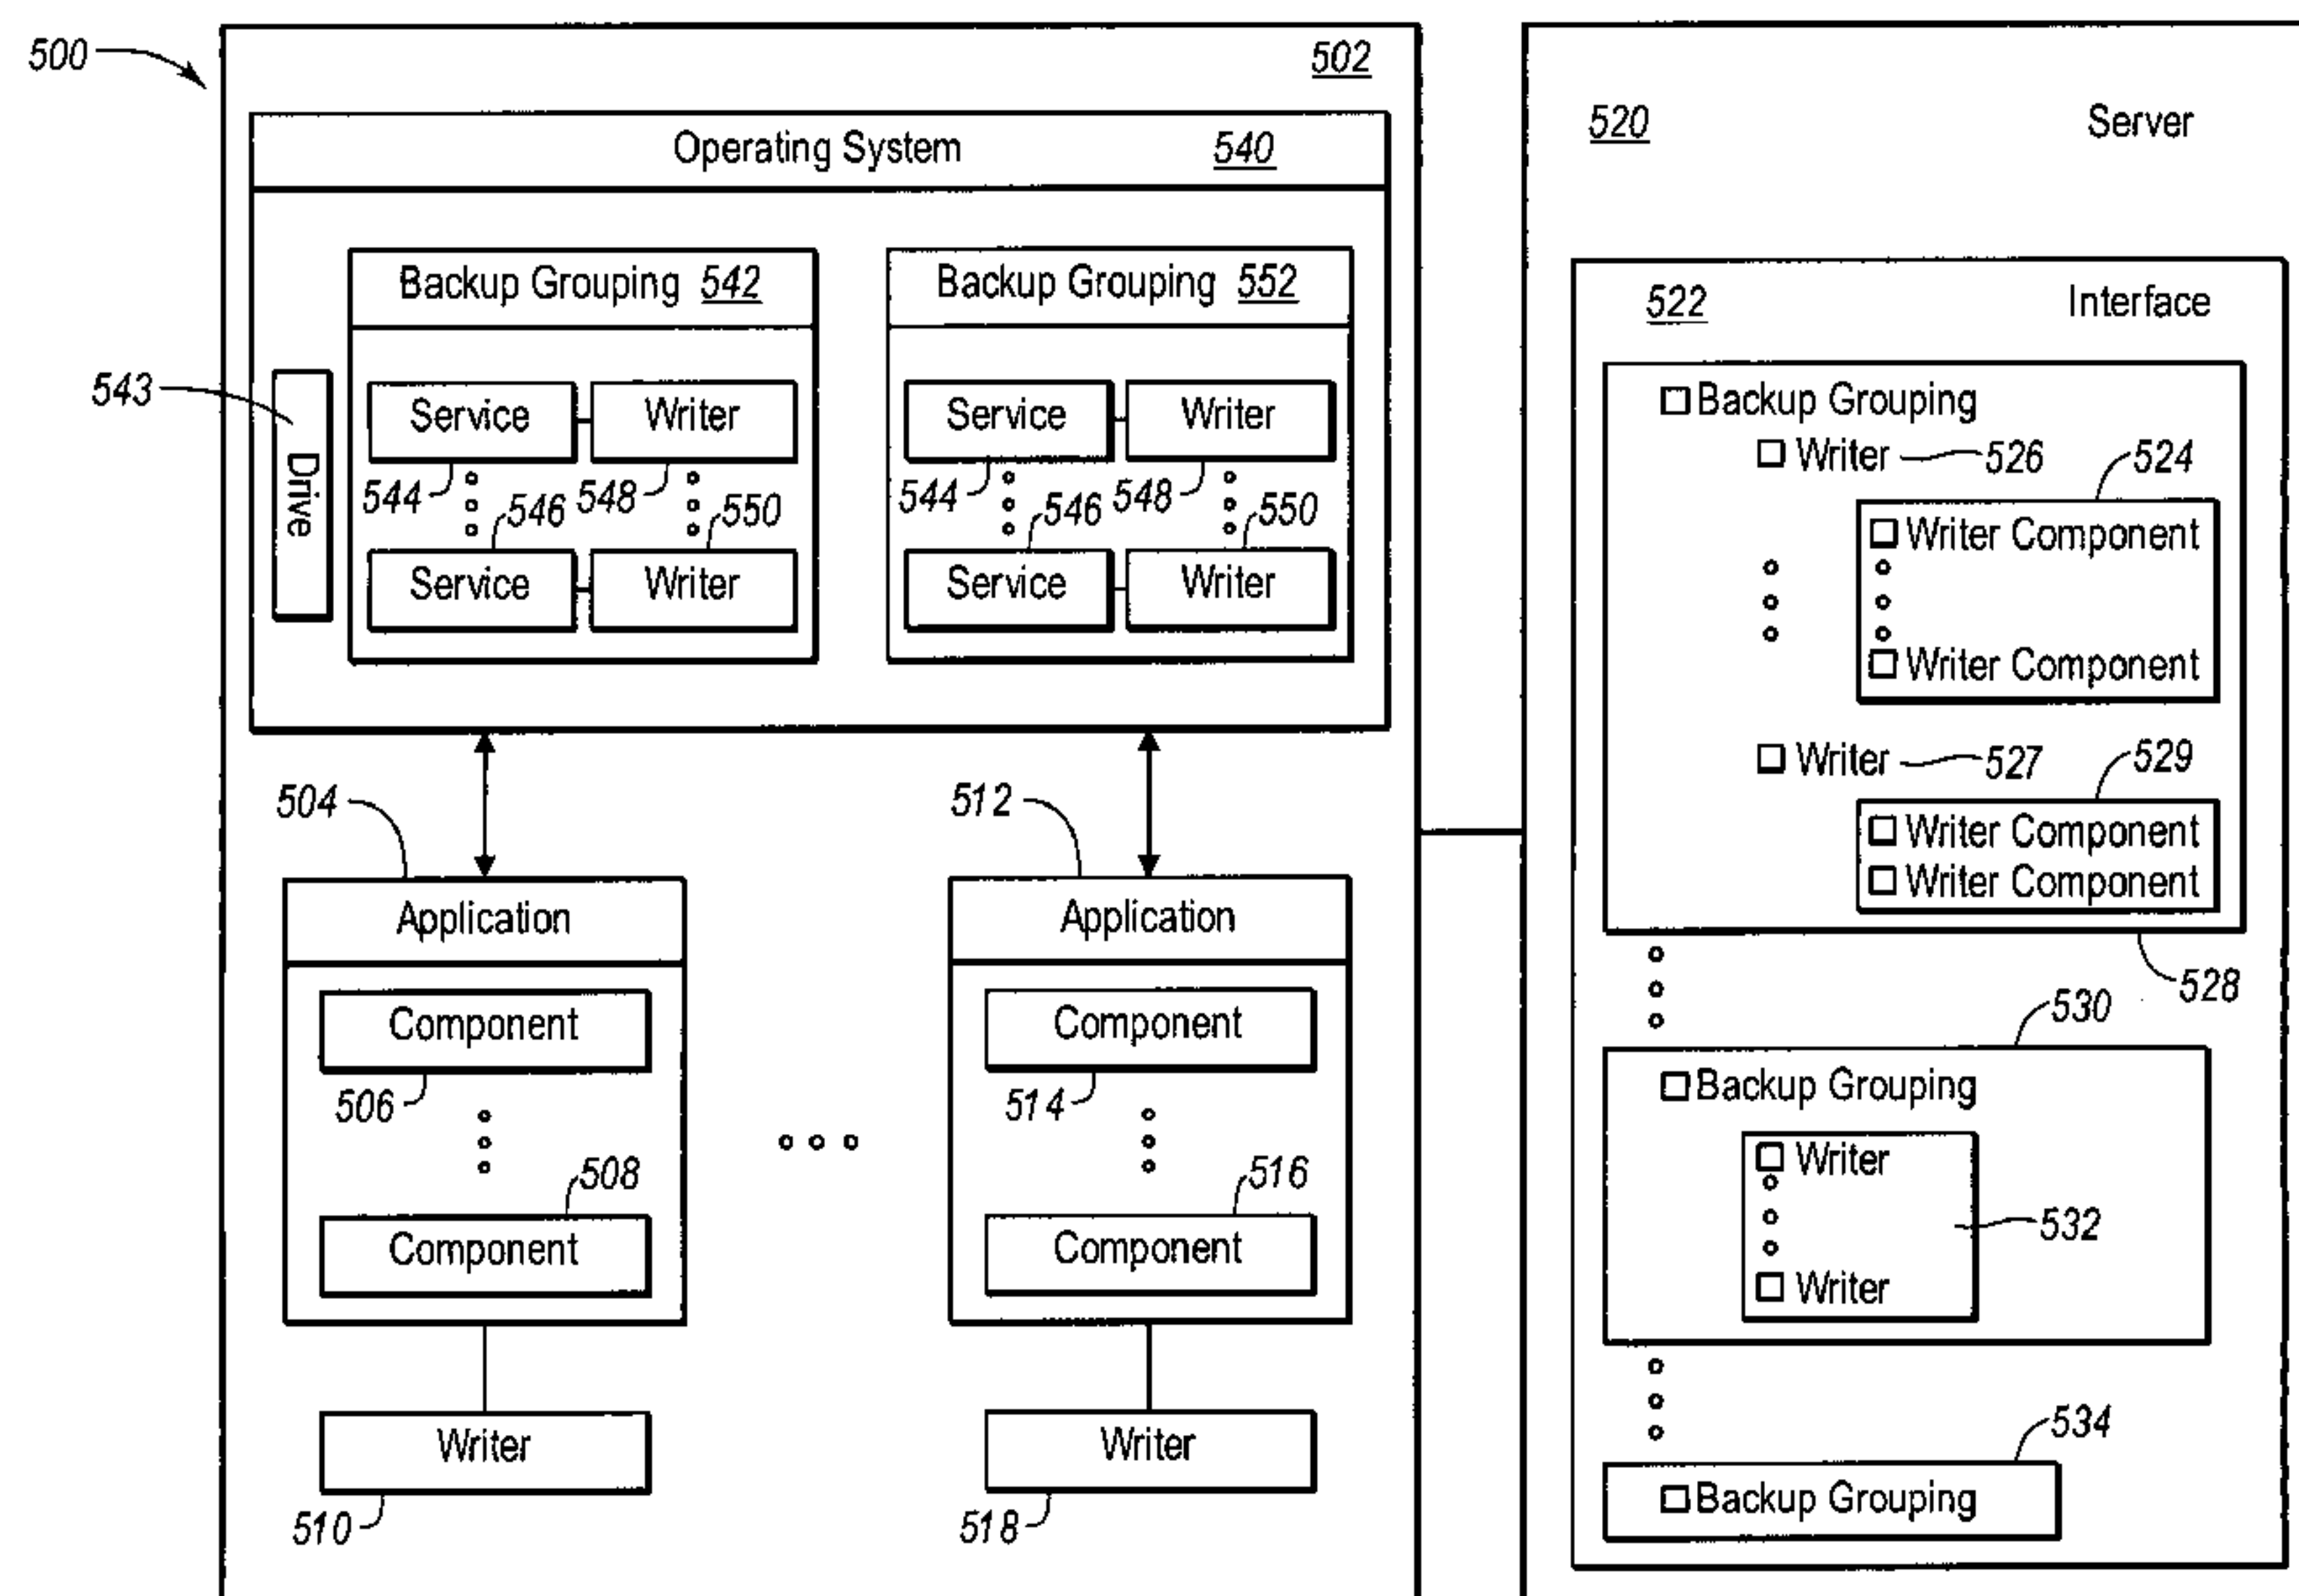 500
502
Operating System 540
Backup Grouping 542
Backup Grouping 552
543
Drive
Service
Writer
544
548
546
550
Service
Writer
Service
Writer
544
548
546
550
Service
Writer
504
Application
Component
506
508
Component
Writer
510
512
Application
Component
514
516
Component
Writer
518
520 Server
522 Interface
Backup Grouping
Writer 526
524
Writer Component
Writer Component
Writer 527
529
Writer Component
Writer Component
528
530
Backup Grouping
Writer
532
Writer
534
Backup Grouping